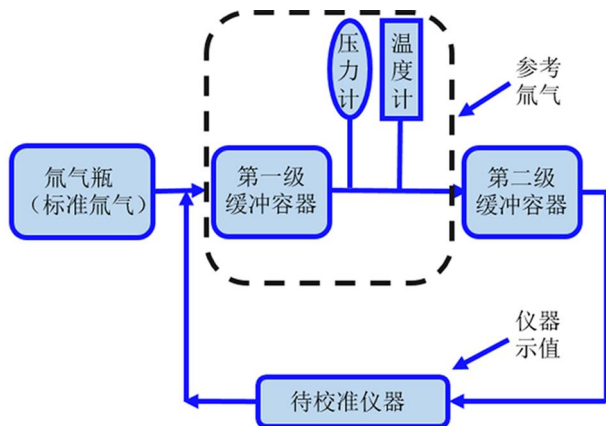 压力计
温度计
参考
氚气
氚气瓶
（标准氚气）
第一级
缓冲容器
第二级
缓冲容器
仪器
示值
待校准仪器